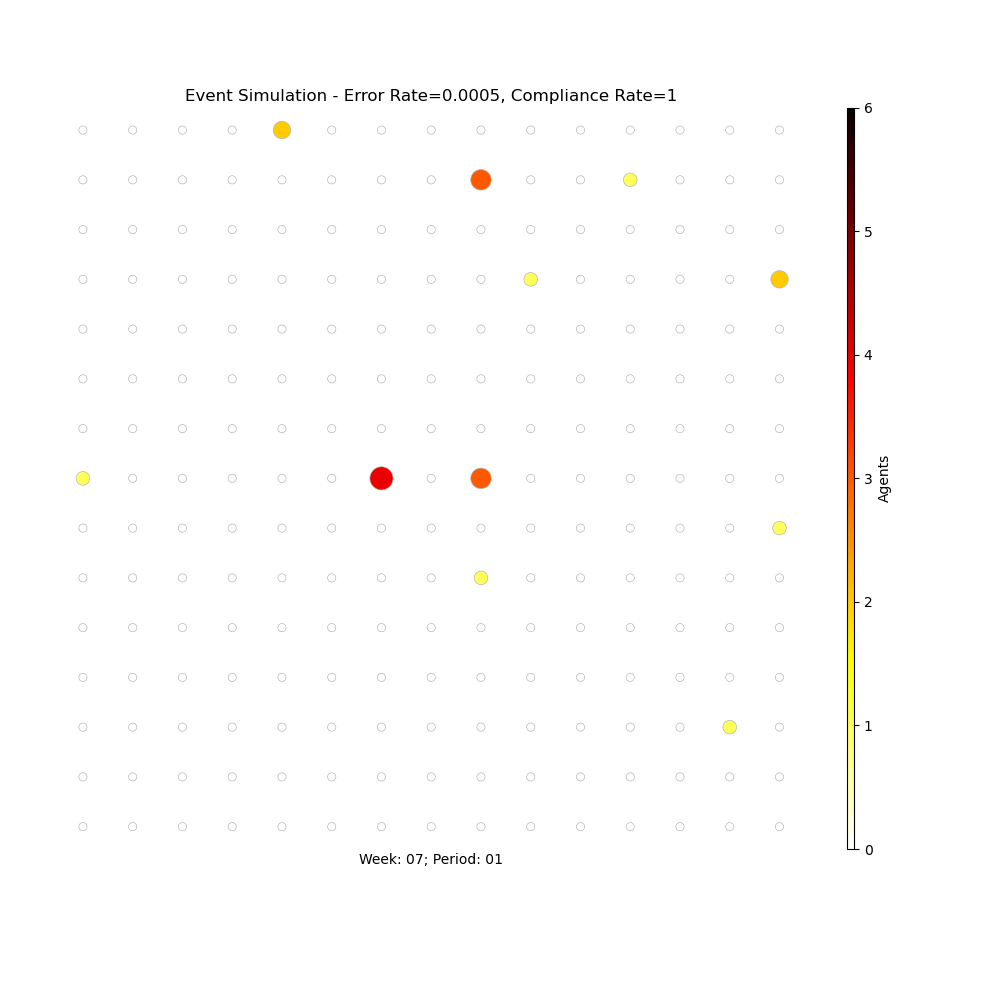 Event Simulation - Error Rate=0.0005, Compliance Rate=1
6
5
4
3
2
1
0
Agents
Week: 07; Period: 01